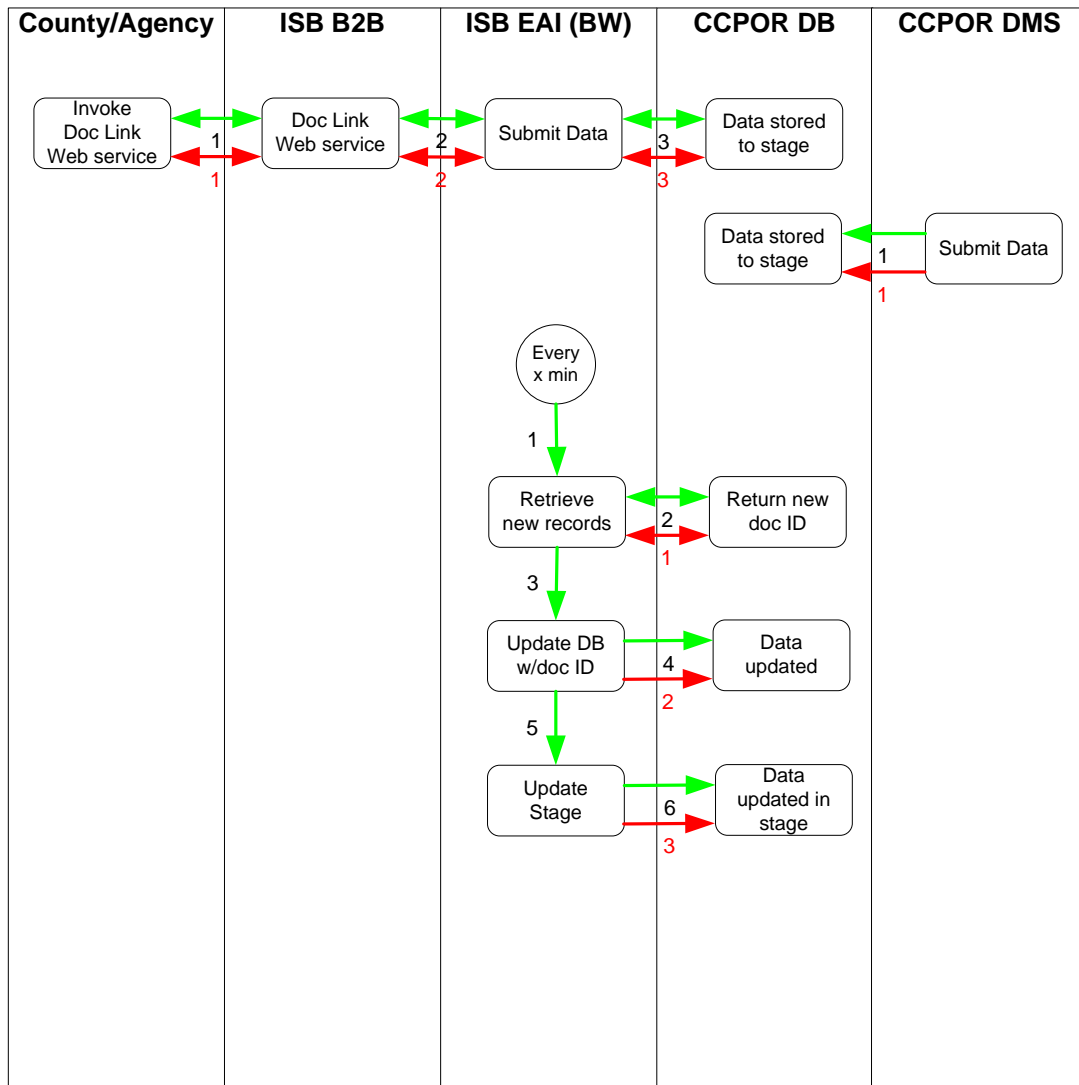 County/Agency
ISB B2B
ISB EAI (BW)
CCPOR DB
CCPOR DMS
Invoke
Doc Link
Web service
1
1
Doc Link
Web service
2
2
Submit Data
3
3
Data stored
to stage
Data stored
to stage
1
1
Submit Data
Every
x min
1
Retrieve
new records
2
1
Return new
doc ID
3
Update DB
w/doc ID
4
2
Data
updated
5
Update
Stage
6
3
Data
updated in
stage